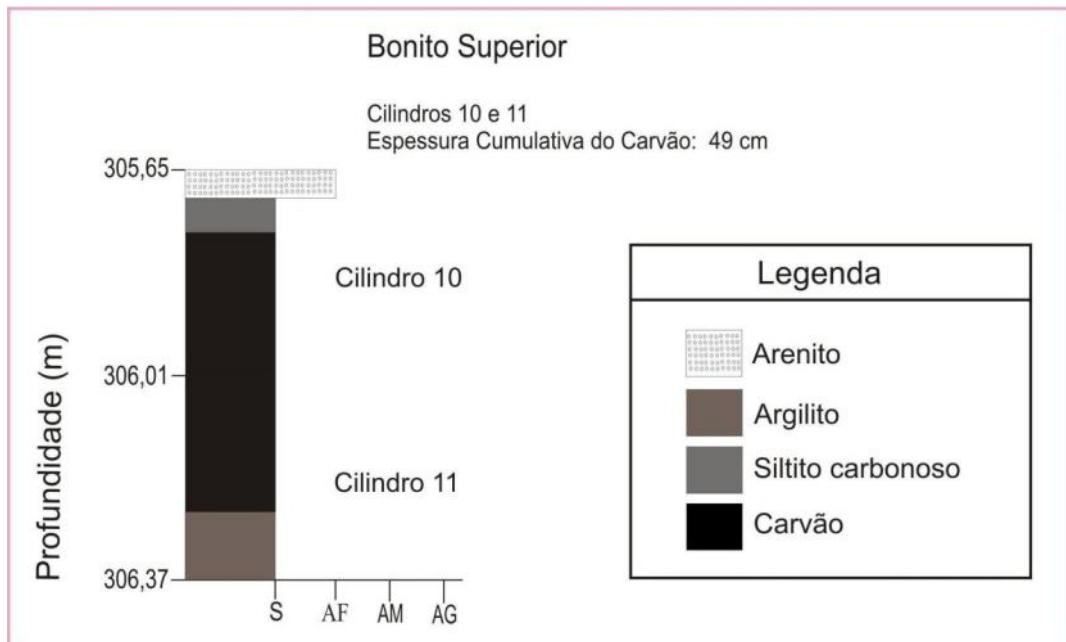 Bonito Superior
Cilindros 10 e 11
Espessura Cumulativa do Carvão: 49 cm
305,65
Cilindro 10
306,01
Cilindro 11
306,37
Profundidade (m)
S AF AM AG
Legenda
Arenito
Argilito
Siltito carbonoso
Carvão